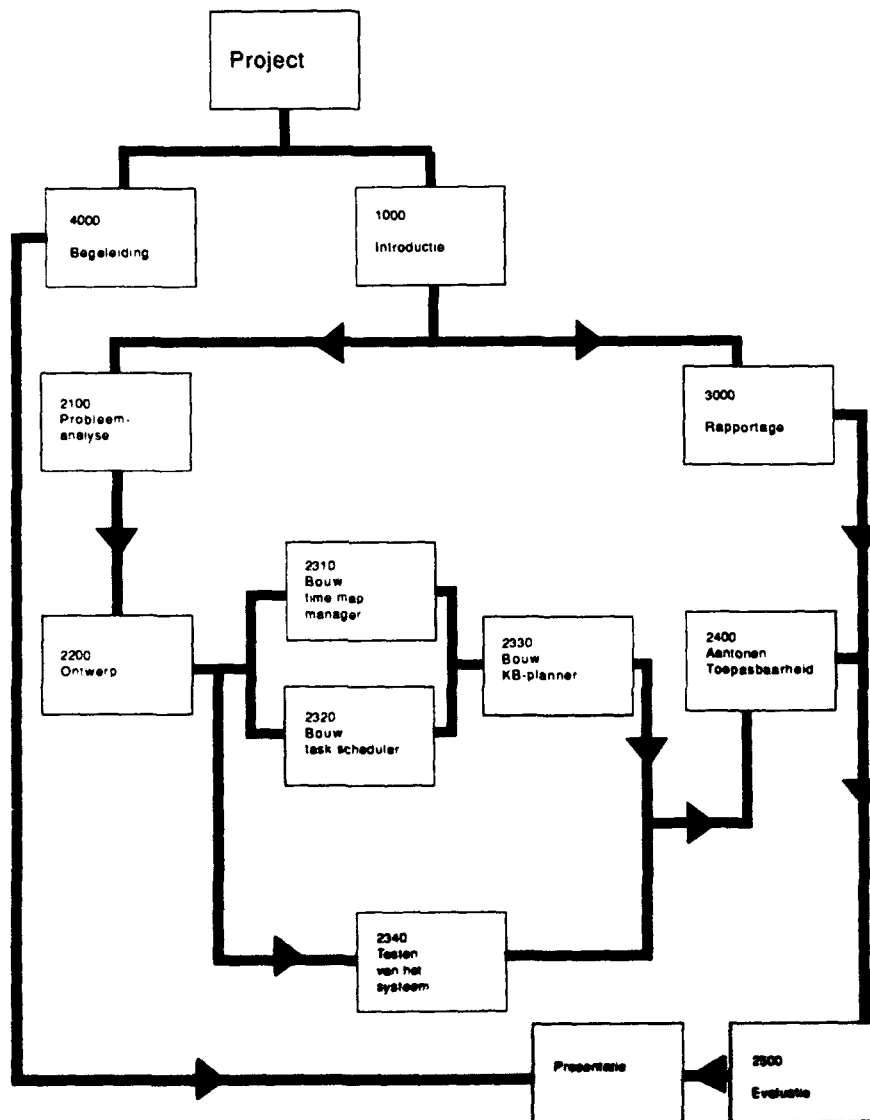 Project
4000
Begeleiding
1000
Introductie
2100
Probleem-
analyse
3000
Rapportage
2310
Bouw
time map
manager
2200
Ontwerp
2330
Bouw
KB-planner
2400
Aantonen
Toepasbaarheid
2320
Bouw
task scheduler
2340
Testen
van het
systeem
Presentatie
2500
Evaluatie